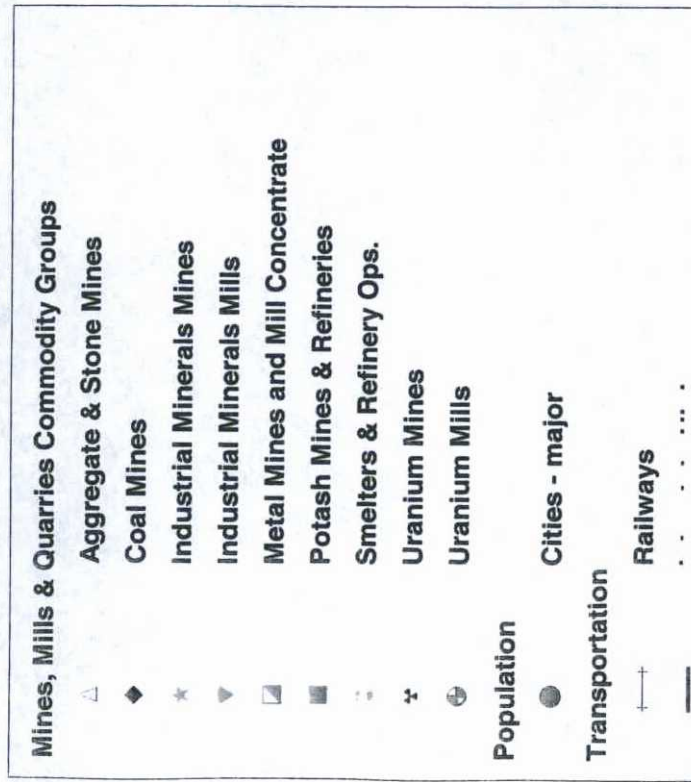 Mines, Mills & Quarries Commodity Groups
Aggregate & Stone Mines
Coal Mines
Industrial Minerals Mines
Industrial Minerals Mills
Metal Mines and Mill Concentrate
Potash Mines & Refineries
Smelters & Refinery Ops.
Uranium Mines
Uranium Mills
Population
Cities - major
Transportation
Railways